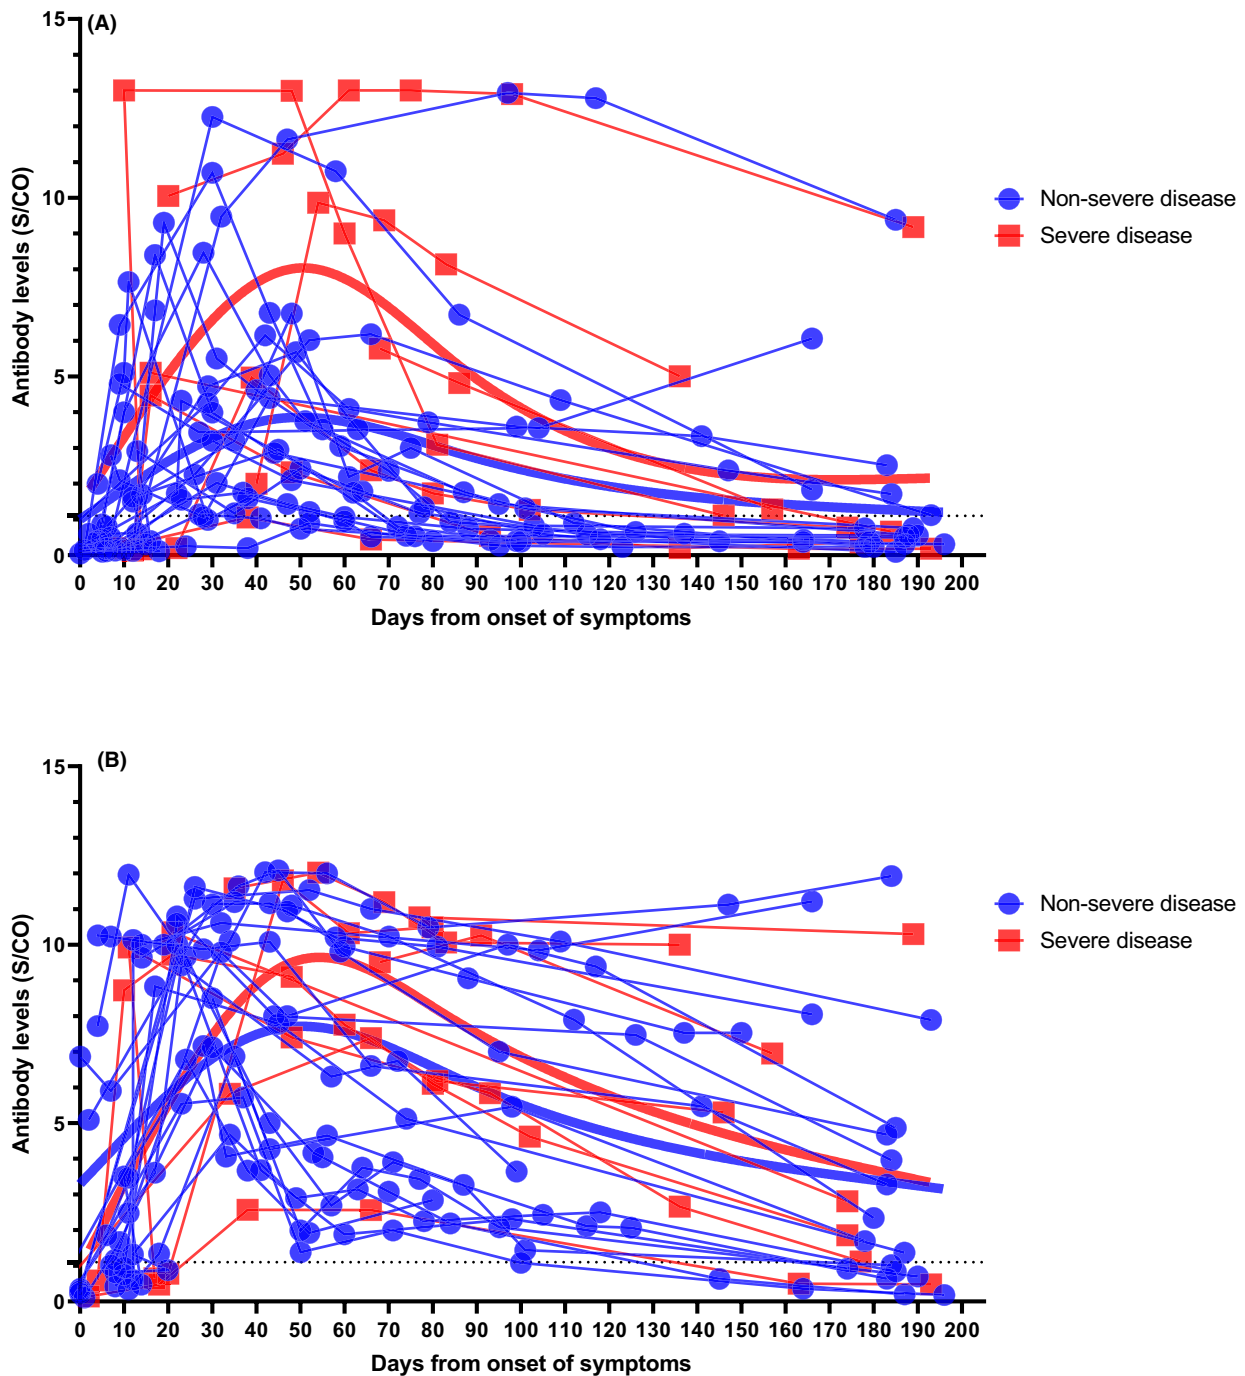 (A)
15
10
5
0
Antibody levels (S/CO)
0 10 20 30 40 50 60 70 80 90 100 110 120 130 140 150 160 170 180 190 200
Days from onset of symptoms
Non-severe disease
Severe disease
(B)
15
10
5
0
Antibody levels (S/CO)
0 10 20 30 40 50 60 70 80 90 100 110 120 130 140 150 160 170 180 190 200
Days from onset of symptoms
Non-severe disease
Severe disease